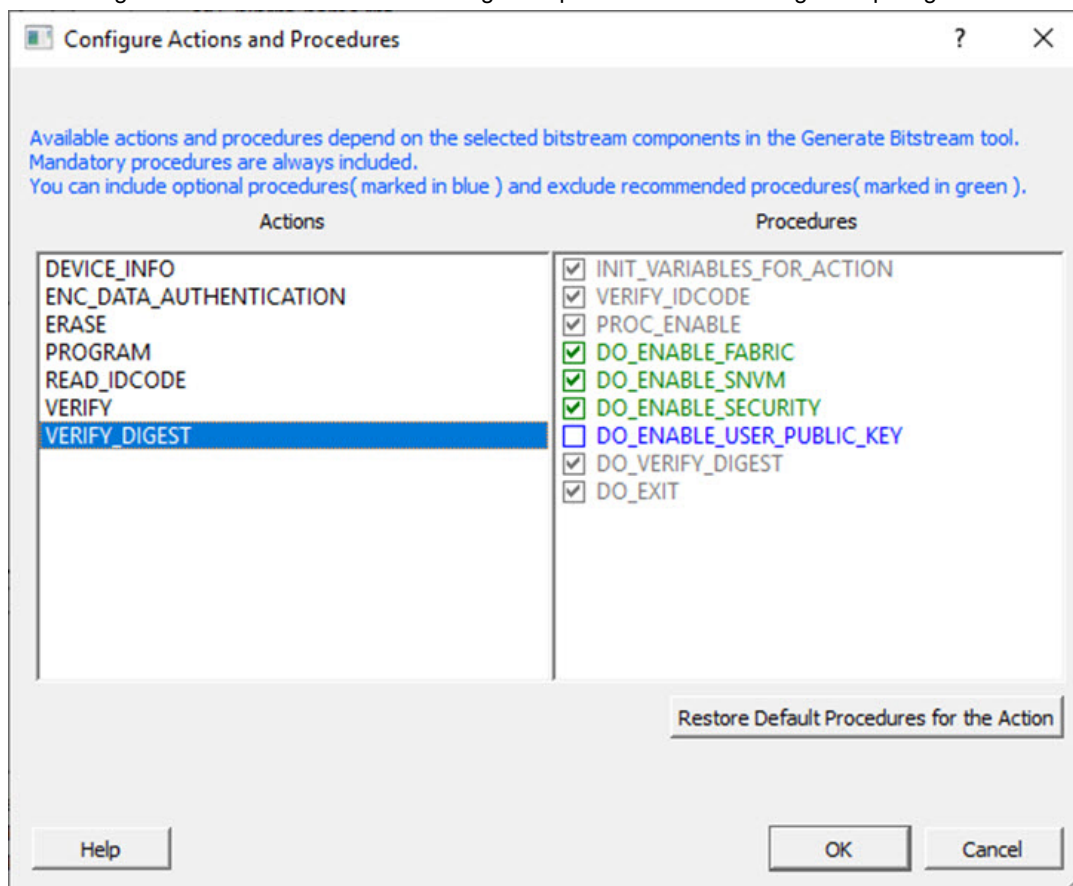 Configure Actions and Procedures
?
Available actions and procedures depend on the selected bitstream components in the Generate Bitstream tool.
Mandatory procedures are always included.
You can include optional procedures( marked in blue ) and exclude recommended procedures( marked in green ).
Actions
Procedures
DEVICE_INFO
ENC_DATA_AUTHENTICATION
ERASE
PROGRAM
READ_IDCODE
VERIFY
VERIFY_DIGEST
INIT_VARIABLES_FOR_ACTION
VERIFY_IDCODE
PROC_ENABLE
DO_ENABLE_FABRIC
DO_ENABLE_SNVM
DO_ENABLE_SECURITY
DO_ENABLE_USER_PUBLIC_KEY
DO_VERIFY_DIGEST
DO_EXIT
Restore Default Procedures for the Action
Help
OK
Cancel